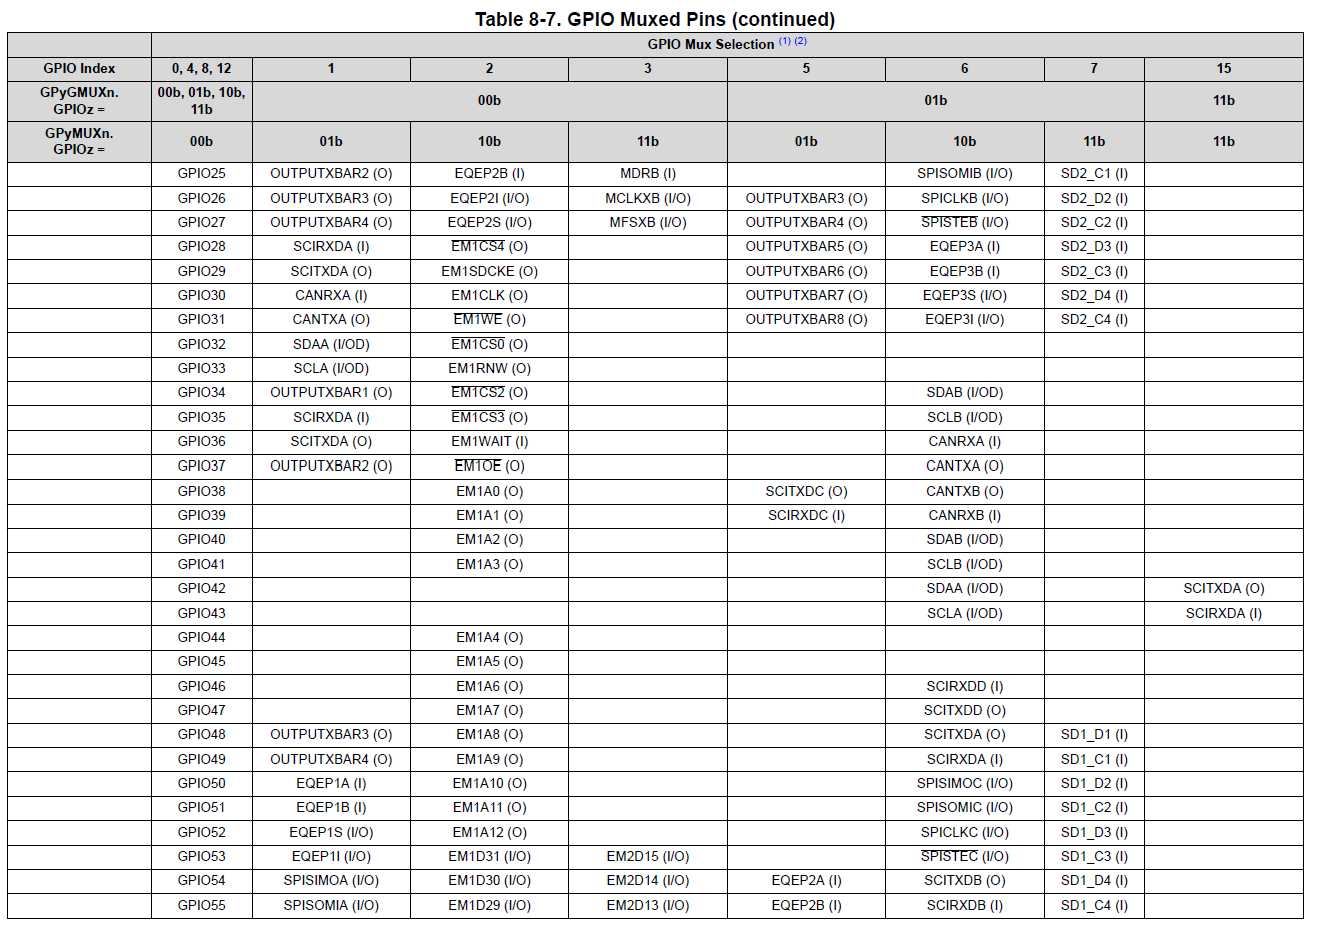 Table 8-7. GPIO Muxed Pins (continued)
GPIO Mux Selection (1) (2)
GPIO Index 0, 4, 8, 12 1 2 3 5 6 7 15
GPyGMUXn. GPIOz = 00b, 01b, 10b, 11b 00b 01b 11b
GPyMUXn. GPIOz = 00b 01b 10b 11b 01b 10b 11b 11b
GPIO25 OUTPUTXBAR2 (O) EQEP2B (I) MDRB (I) SPISOMIB (I/O) SD2_C1 (I)
GPIO26 OUTPUTXBAR3 (O) EQEP2I (I/O) MCLKXB (I/O) OUTPUTXBAR3 (O) SPICLKB (I/O) SD2_D2 (I)
GPIO27 OUTPUTXBAR4 (O) EQEP2S (I/O) MFSXB (I/O) OUTPUTXBAR4 (O) SPISTEB (I/O) SD2_C2 (I)
GPIO28 SCIRXDA (I) EM1CS4 (O) OUTPUTXBAR5 (O) EQEP3A (I) SD2_D3 (I)
GPIO29 SCITXDA (O) EM1SDCKE (O) OUTPUTXBAR6 (O) EQEP3B (I) SD2_C3 (I)
GPIO30 CANRXA (I) EM1CLK (O) OUTPUTXBAR7 (O) EQEP3S (I/O) SD2_D4 (I)
GPIO31 CANTXA (O) EM1WE (O) OUTPUTXBAR8 (O) EQEP3I (I/O) SD2_C4 (I)
GPIO32 SDAA (I/OD) EM1CS0 (O)
GPIO33 SCLA (I/OD) EM1RNW (O)
GPIO34 OUTPUTXBAR1 (O) EM1CS2 (O) SDAB (I/OD)
GPIO35 SCIRXDA (I) EM1CS3 (O) SCLB (I/OD)
GPIO36 SCITXDA (O) EM1WAIT (I) CANRXA (I)
GPIO37 OUTPUTXBAR2 (O) EM1OE (O) CANTXA (O)
GPIO38 EM1A0 (O) SCITXDC (O) CANTXB (O)
GPIO39 EM1A1 (O) SCIRXDC (I) CANRXB (I)
GPIO40 EM1A2 (O) SDAB (I/OD)
GPIO41 EM1A3 (O) SCLB (I/OD)
GPIO42 SDAA (I/OD) SCITXDA (O)
GPIO43 SCLA (I/OD) SCIRXDA (I)
GPIO44 EM1A4 (O)
GPIO45 EM1A5 (O)
GPIO46 EM1A6 (O) SCIRXDD (I)
GPIO47 EM1A7 (O) SCITXDD (O)
GPIO48 OUTPUTXBAR3 (O) EM1A8 (O) SCITXDA (O) SD1_D1 (I)
GPIO49 OUTPUTXBAR4 (O) EM1A9 (O) SCIRXDA (I) SD1_C1 (I)
GPIO50 EQEP1A (I) EM1A10 (O) SPISIMOC (I/O) SD1_D2 (I)
GPIO51 EQEP1B (I) EM1A11 (O) SPISOMIC (I/O) SD1_C2 (I)
GPIO52 EQEP1S (I/O) EM1A12 (O) SPICLKC (I/O) SD1_D3 (I)
GPIO53 EQEP1I (I/O) EM1D31 (I/O) EM2D15 (I/O) SPISTEC (I/O) SD1_C3 (I)
GPIO54 SPISIMOA (I/O) EM1D30 (I/O) EM2D14 (I/O) EQEP2A (I) SCITXDB (O) SD1_D4 (I)
GPIO55 SPISOMIA (I/O) EM1D29 (I/O) EM2D13 (I/O) EQEP2B (I) SCIRXDB (I) SD1_C4 (I)